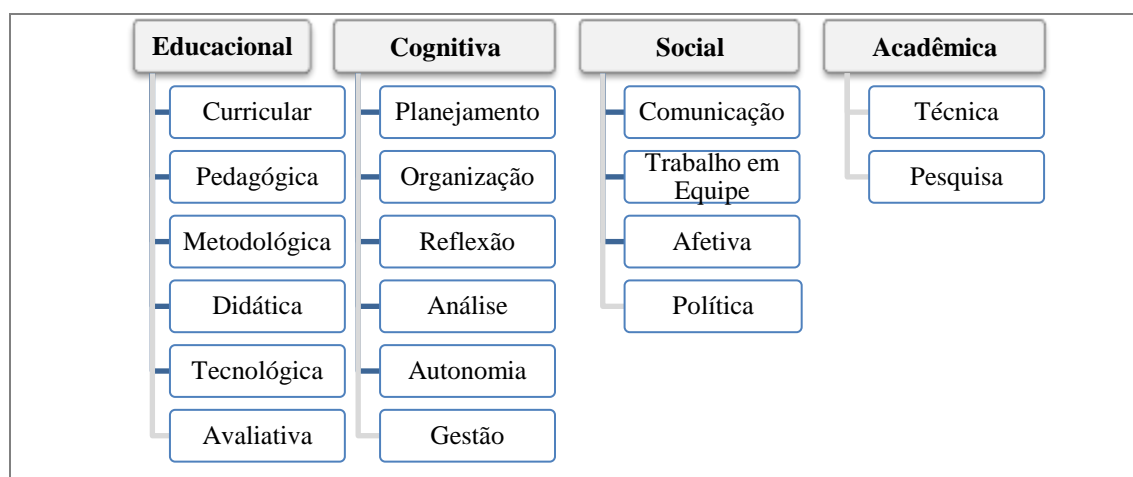 Educacional
Curricular
Pedagógica
Metodológica
Didática
Tecnológica
Avaliativa
Cognitiva
Planejamento
Organização
Reflexão
Análise
Autonomia
Gestão
Social
Comunicação
Trabalho em
Equipe
Afetiva
Política
Acadêmica
Técnica
Pesquisa